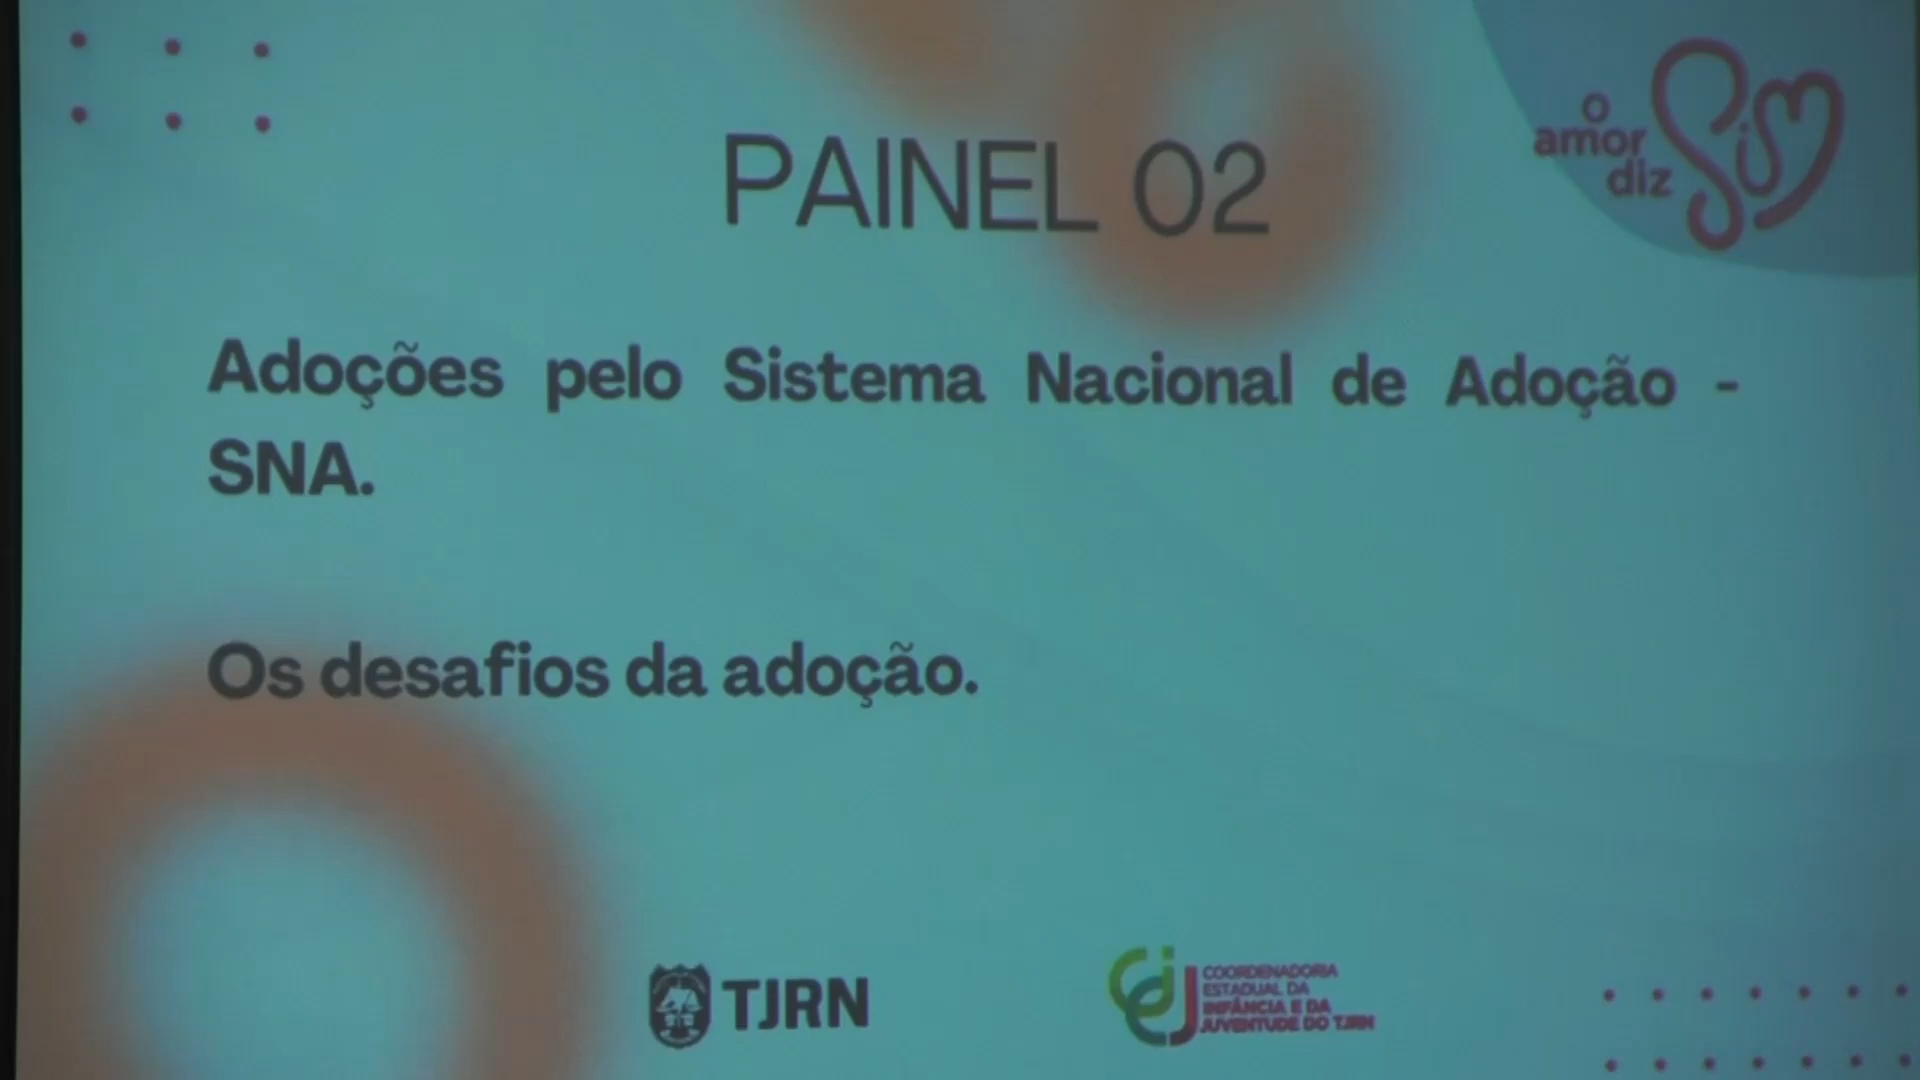 o
amor
diz
Sim
PAINEL 02
Adoções pelo Sistema Nacional de Adoção -
SNA.
Os desafios da adoção.
TJRN
CIJ
COORDENADORIA
ESTADUAL DA
INFÂNCIA E DA
JUVENTUDE DO TJRN